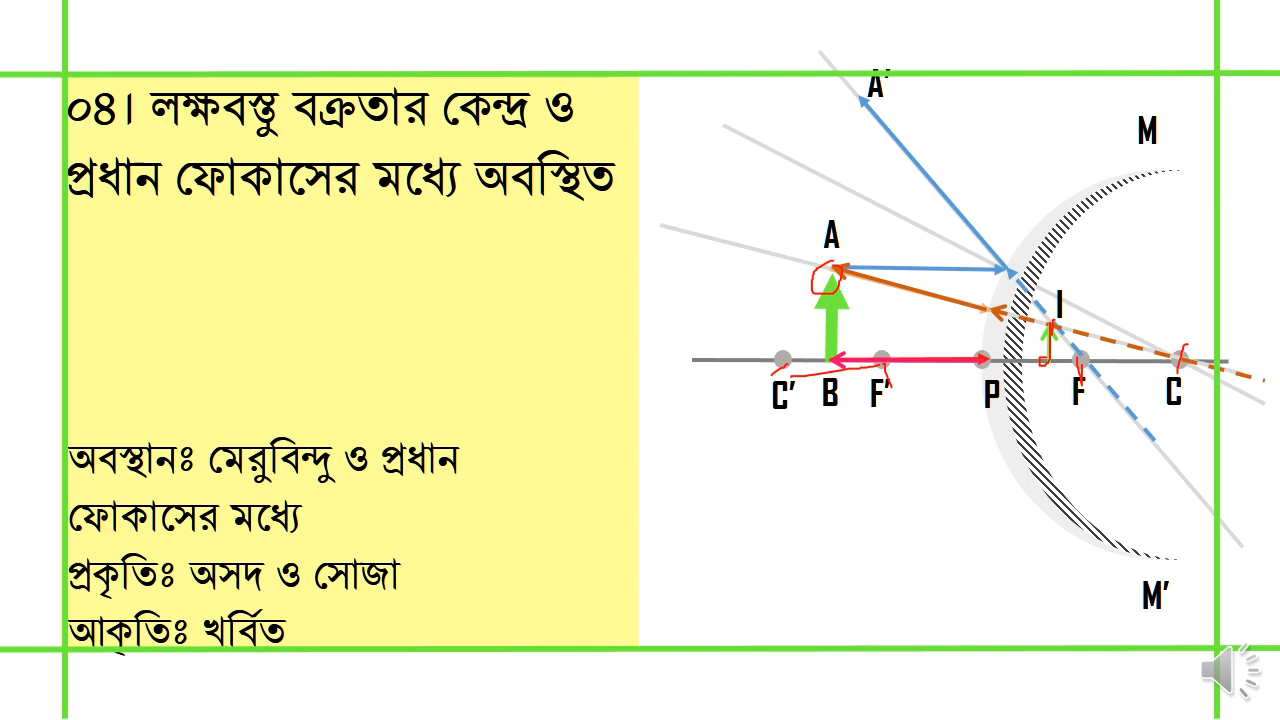 ০৪। লক্ষবস্তু বক্রতার কেন্দ্র ও
প্রধান ফোকাসের মধ্যে অবস্থিত
অবস্থানঃ মেরুবিন্দু ও প্রধান
ফোকাসের মধ্যে
প্রকৃতিঃ অসদ ও সোজা
আকৃতিঃ খর্বিত
A'
M
A
I
C' B F' P F C
M'